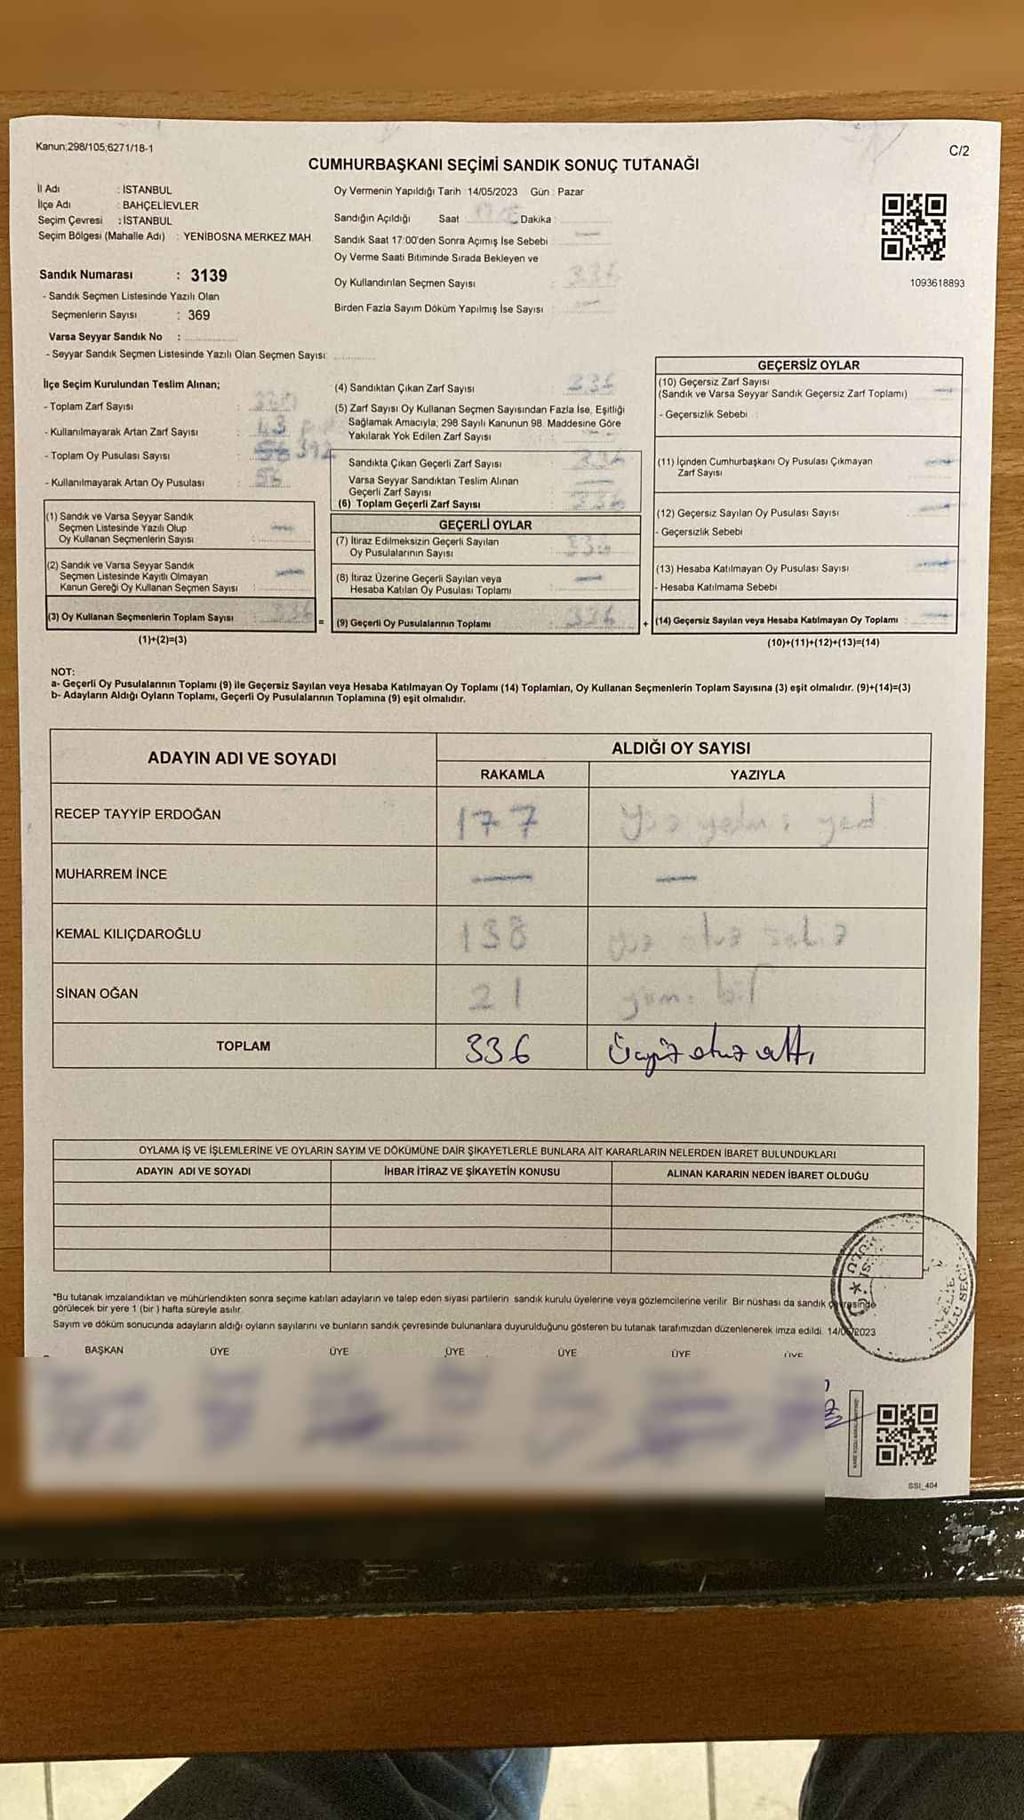 Kanun;298/105,6271/18-1
C/2
CUMHURBAŞKANI SEÇİMİ SANDIK SONUÇ TUTANAĞI
İl Adı : İSTANBUL
İlçe Adı : BAHÇELİEVLER
Seçim Çevresi : İSTANBUL
Seçim Bölgesi (Mahalle Adı) : YENİBOSNA MERKEZ MAH
Sandık Numarası : 3139
- Sandık Seçmen Listesinde Yazılı Olan
Seçmenlerin Sayısı : 369
Varsa Seyyar Sandık No :
- Seyyar Sandık Seçmen Listesinde Yazılı Olan Seçmen Sayısı
Oy Vermenin Yapıldığı Tarih :14/05/2023 Gün : Pazar
Sandığın Açıldığı Saat Dakika
Sandık Saat 17:00'den Sonra Açımış İse Sebebi
Oy Verme Saati Bitiminde Sırada Bekleyen ve
Oy Kullandırılan Seçmen Sayısı : 336
Birden Fazla Sayım Döküm Yapılmış İse Sayısı
1093618893
İlçe Seçim Kurulundan Teslim Alınan;
- Toplam Zarf Sayısı :
- Kullanılmayarak Artan Zarf Sayısı : 43
- Toplam Oy Pusulası Sayısı : 392
- Kullanılmayarak Artan Oy Pusulası : 56
(1) Sandık ve Varsa Seyyar Sandık
Seçmen Listesinde Yazılı Olup
Oy Kullanan Seçmenlerin Sayısı
(2) Sandık ve Varsa Seyyar Sandık
Seçmen Listesinde Kayıtlı Olmayan
Kanun Gereği Oy Kullanan Seçmen Sayısı
(3) Oy Kullanan Seçmenlerin Toplam Sayısı 336
(1)+(2)=(3)
(4) Sandıktan Çıkan Zarf Sayısı 336
(5) Zarf Sayısı Oy Kullanan Seçmen Sayısından Fazla İse, Eşitliği
Sağlamak Amacıyla, 298 Sayılı Kanunun 98. Maddesine Göre
Yakılarak Yok Edilen Zarf Sayısı
Sandıkta Çıkan Geçerli Zarf Sayısı 336
Varsa Seyyar Sandıktan Teslim Alınan
Geçerli Zarf Sayısı
(6) Toplam Geçerli Zarf Sayısı 336
GEÇERLİ OYLAR
(7) İtiraz Edilmeksizin Geçerli Sayılan
Oy Pusulalarının Sayısı 336
(8) İtiraz Üzerine Geçerli Sayılan veya
Hesaba Katılan Oy Pusulası Toplamı
=
(9) Geçerli Oy Pusulalarının Toplamı 336
+
GEÇERSİZ OYLAR
(10) Geçersiz Zarf Sayısı
(Sandık ve Varsa Seyyar Sandık Geçersiz Zarf Toplamı)
- Geçersizlik Sebebi :
(11) İçinden Cumhurbaşkanı Oy Pusulası Çıkmayan
Zarf Sayısı
(12) Geçersiz Sayılan Oy Pusulası Sayısı
- Geçersizlik Sebebi
(13) Hesaba Katılmayan Oy Pusulası Sayısı
- Hesaba Katılmama Sebebi
(14) Geçersiz Sayılan veya Hesaba Katılmayan Oy Toplamı
(10)+(11)+(12)+(13)=(14)
NOT:
a- Geçerli Oy Pusulalarının Toplamı (9) ile Geçersiz Sayılan veya Hesaba Katılmayan Oy Toplamı (14) Toplamları, Oy Kullanan Seçmenlerin Toplam Sayısına (3) eşit olmalıdır. (9)+(14)=(3)
b- Adayların Aldığı Oyların Toplamı, Geçerli Oy Pusulalarının Toplamına (9) eşit olmalıdır.
ADAYIN ADI VE SOYADI
ALDIĞI OY SAYISI
RAKAMLA YAZIYLA
RECEP TAYYİP ERDOĞAN 177 yüz yetmiş yedi
MUHARREM İNCE — —
KEMAL KILIÇDAROĞLU 138 yüz otuz sekiz
SİNAN OĞAN 21 yirmi bir
TOPLAM 336 Üçyüz otuz altı
OYLAMA İŞ VE İŞLEMLERİNE VE OYLARIN SAYIM VE DÖKÜMÜNE DAİR ŞİKAYETLERLE BUNLARA AİT KARARLARIN NELERDEN İBARET BULUNDUKLARI
ADAYIN ADI VE SOYADI İHBAR İTİRAZ VE ŞİKAYETİN KONUSU ALINAN KARARIN NEDEN İBARET OLDUĞU
*Bu tutanak imzalandıktan ve mühürlendikten sonra seçime katılan adayların ve talep eden siyasi partilerin sandık kurulu üyelerine veya gözlemcilerine verilir. Bir nüshası da sandık çevresinde
görülecek bir yere 1 (bir ) hafta süreyle asılır.
Sayım ve döküm sonucunda adayların aldığı oyların sayılarını ve bunların sandık çevresinde bulunanlara duyurulduğunu gösteren bu tutanak tarafımızdan düzenlenerek imza edildi. 14/05/2023
BAŞKAN ÜYE ÜYE ÜYE ÜYE ÜYE ÜYE
SSI_404